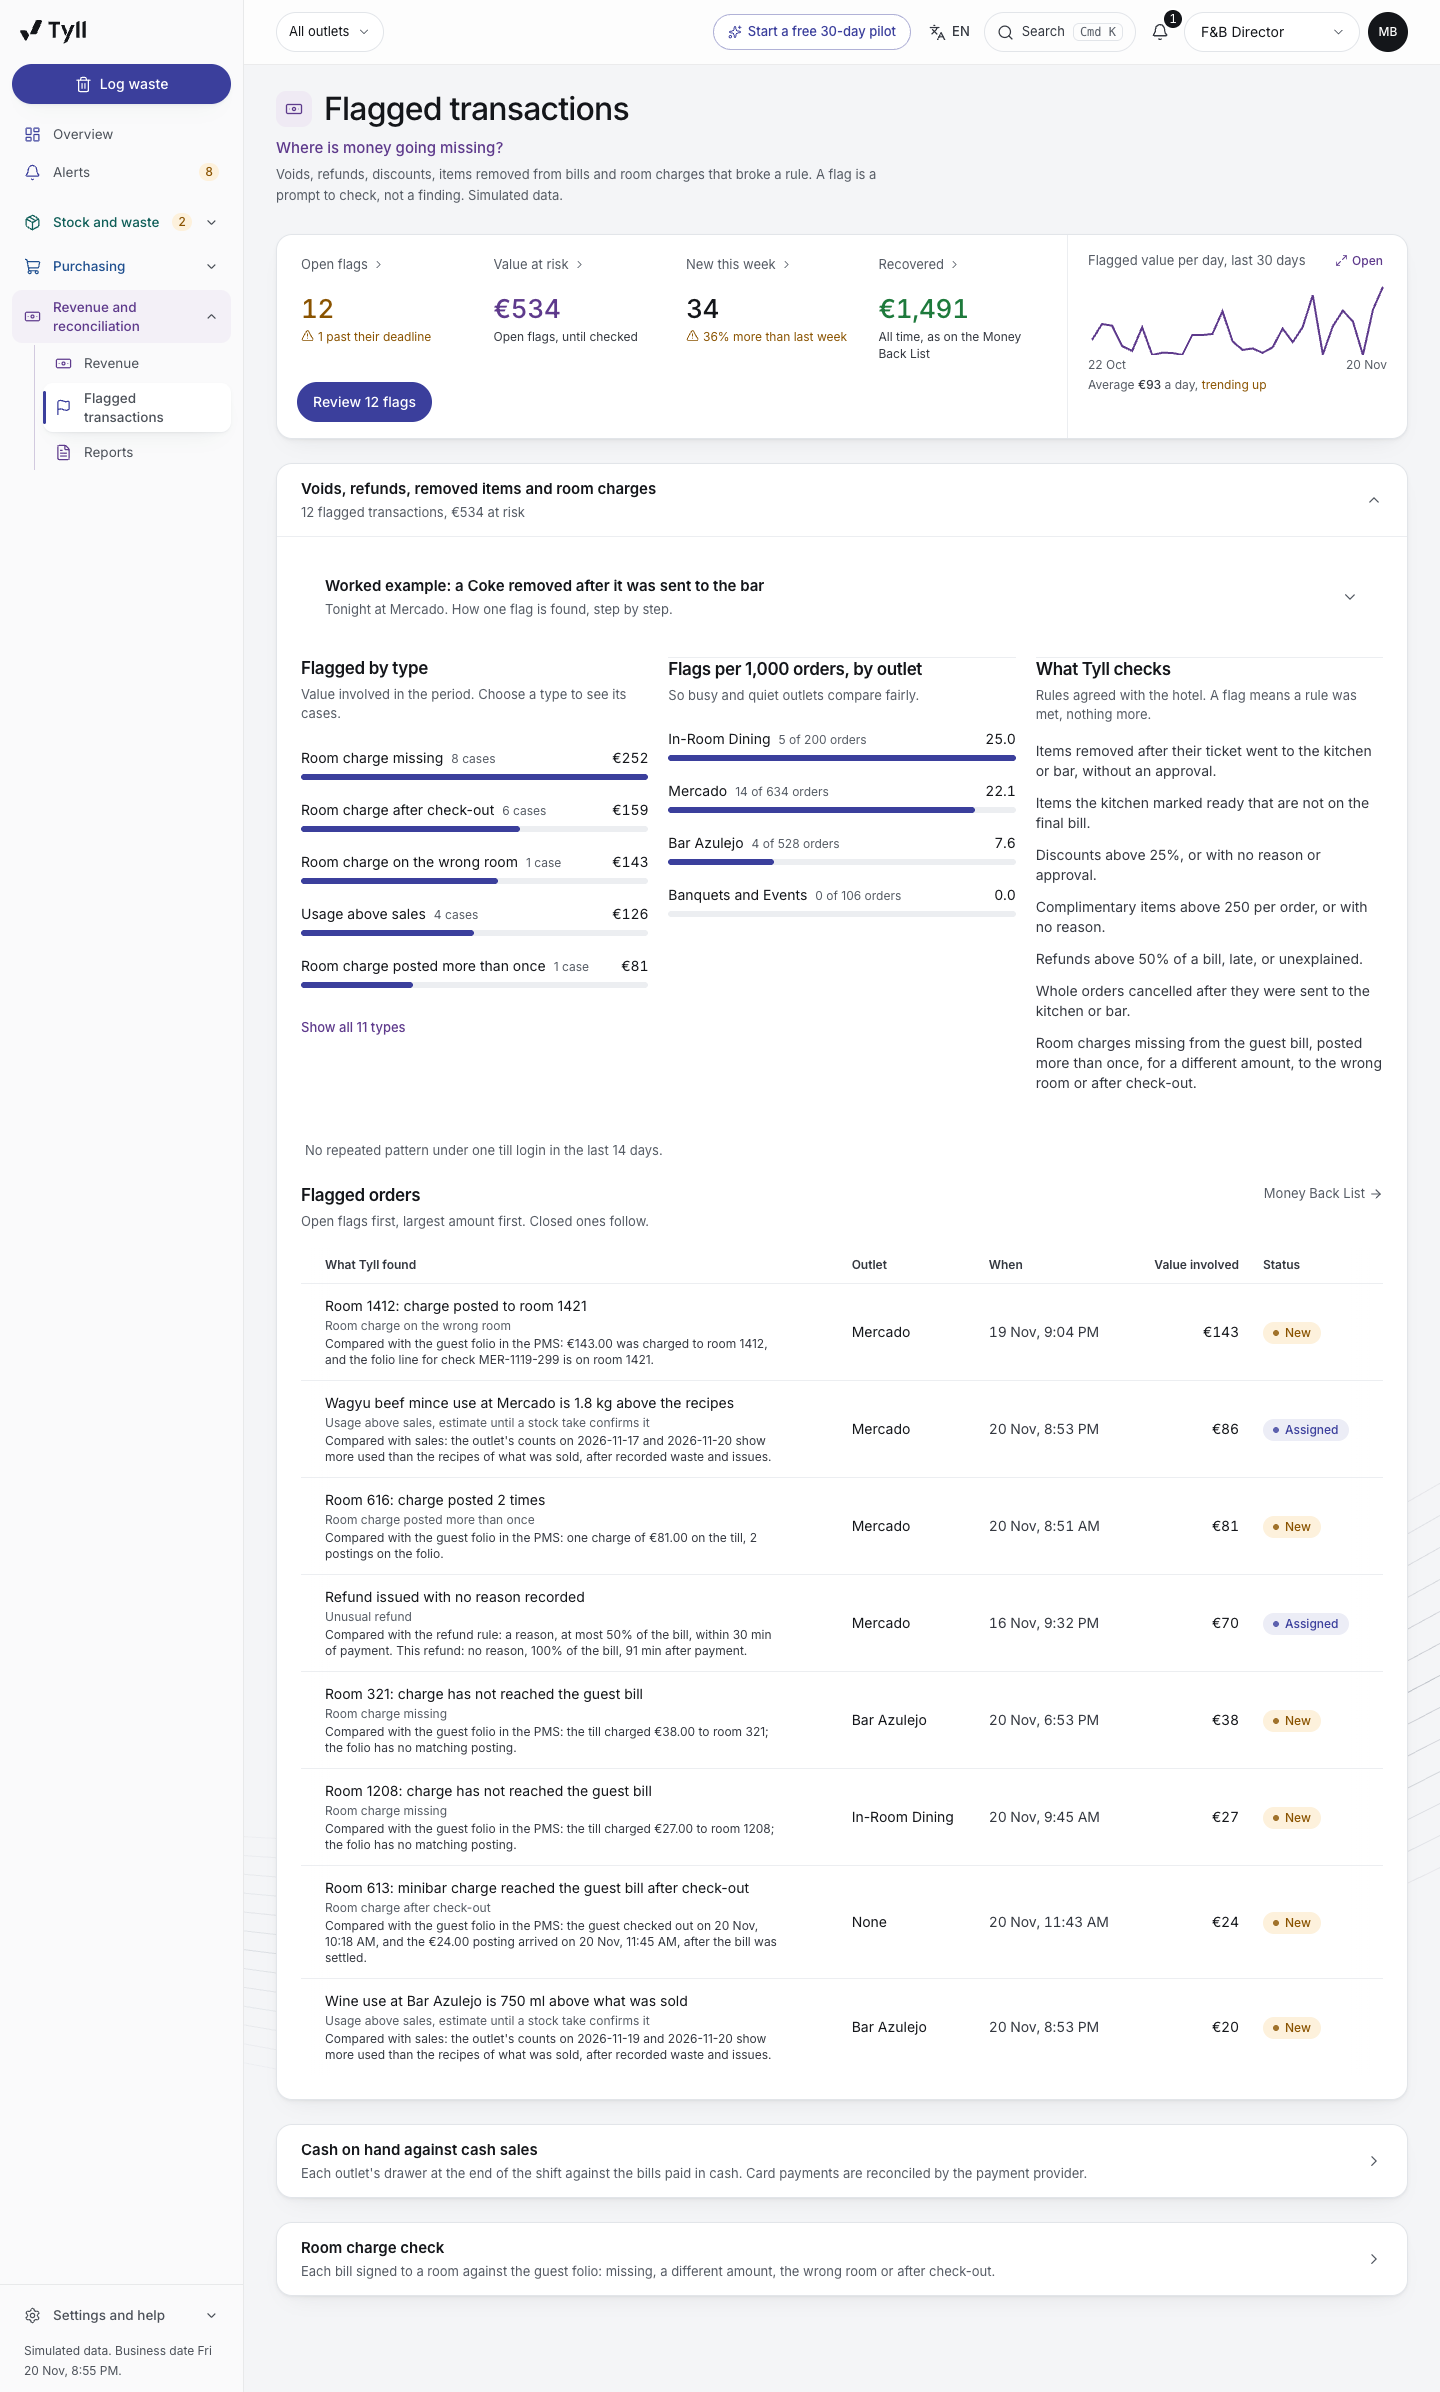 Tyll
All outlets
Start a free 30-day pilot
EN
Search Cmd K
1
F&B Director
MB
Log waste
Overview
Alerts 8
Stock and waste 2
Purchasing
Revenue and
reconciliation
Revenue
Flagged
transactions
Reports
Flagged transactions
Where is money going missing?
Voids, refunds, discounts, items removed from bills and room charges that broke a rule. A flag is a
prompt to check, not a finding. Simulated data.
Open flags
12
1 past their deadline
Value at risk
€534
Open flags, until checked
New this week
34
36% more than last week
Recovered
€1,491
All time, as on the Money
Back List
Review 12 flags
Flagged value per day, last 30 days
Open
22 Oct
20 Nov
Average €93 a day, trending up
Voids, refunds, removed items and room charges
12 flagged transactions, €534 at risk
Worked example: a Coke removed after it was sent to the bar
Tonight at Mercado. How one flag is found, step by step.
Flagged by type
Value involved in the period. Choose a type to see its
cases.
Room charge missing 8 cases €252
Room charge after check-out 6 cases €159
Room charge on the wrong room 1 case €143
Usage above sales 4 cases €126
Room charge posted more than once 1 case €81
Show all 11 types
Flags per 1,000 orders, by outlet
So busy and quiet outlets compare fairly.
In-Room Dining 5 of 200 orders 25.0
Mercado 14 of 634 orders 22.1
Bar Azulejo 4 of 528 orders 7.6
Banquets and Events 0 of 106 orders 0.0
What Tyll checks
Rules agreed with the hotel. A flag means a rule was
met, nothing more.
Items removed after their ticket went to the kitchen
or bar, without an approval.
Items the kitchen marked ready that are not on the
final bill.
Discounts above 25%, or with no reason or
approval.
Complimentary items above 250 per order, or with
no reason.
Refunds above 50% of a bill, late, or unexplained.
Whole orders cancelled after they were sent to the
kitchen or bar.
Room charges missing from the guest bill, posted
more than once, for a different amount, to the wrong
room or after check-out.
No repeated pattern under one till login in the last 14 days.
Flagged orders
Money Back List
Open flags first, largest amount first. Closed ones follow.
What Tyll found Outlet When Value involved Status
Room 1412: charge posted to room 1421
Room charge on the wrong room
Compared with the guest folio in the PMS: €143.00 was charged to room 1412,
and the folio line for check MER-1119-299 is on room 1421.
Mercado 19 Nov, 9:04 PM €143 New
Wagyu beef mince use at Mercado is 1.8 kg above the recipes
Usage above sales, estimate until a stock take confirms it
Compared with sales: the outlet's counts on 2026-11-17 and 2026-11-20 show
more used than the recipes of what was sold, after recorded waste and issues.
Mercado 20 Nov, 8:53 PM €86 Assigned
Room 616: charge posted 2 times
Room charge posted more than once
Compared with the guest folio in the PMS: one charge of €81.00 on the till, 2
postings on the folio.
Mercado 20 Nov, 8:51 AM €81 New
Refund issued with no reason recorded
Unusual refund
Compared with the refund rule: a reason, at most 50% of the bill, within 30 min
of payment. This refund: no reason, 100% of the bill, 91 min after payment.
Mercado 16 Nov, 9:32 PM €70 Assigned
Room 321: charge has not reached the guest bill
Room charge missing
Compared with the guest folio in the PMS: the till charged €38.00 to room 321;
the folio has no matching posting.
Bar Azulejo 20 Nov, 6:53 PM €38 New
Room 1208: charge has not reached the guest bill
Room charge missing
Compared with the guest folio in the PMS: the till charged €27.00 to room 1208;
the folio has no matching posting.
In-Room Dining 20 Nov, 9:45 AM €27 New
Room 613: minibar charge reached the guest bill after check-out
Room charge after check-out
Compared with the guest folio in the PMS: the guest checked out on 20 Nov,
10:18 AM, and the €24.00 posting arrived on 20 Nov, 11:45 AM, after the bill was
settled.
None 20 Nov, 11:43 AM €24 New
Wine use at Bar Azulejo is 750 ml above what was sold
Usage above sales, estimate until a stock take confirms it
Compared with sales: the outlet's counts on 2026-11-19 and 2026-11-20 show
more used than the recipes of what was sold, after recorded waste and issues.
Bar Azulejo 20 Nov, 8:53 PM €20 New
Cash on hand against cash sales
Each outlet's drawer at the end of the shift against the bills paid in cash. Card payments are reconciled by the payment provider.
Room charge check
Each bill signed to a room against the guest folio: missing, a different amount, the wrong room or after check-out.
Settings and help
Simulated data. Business date Fri
20 Nov, 8:55 PM.